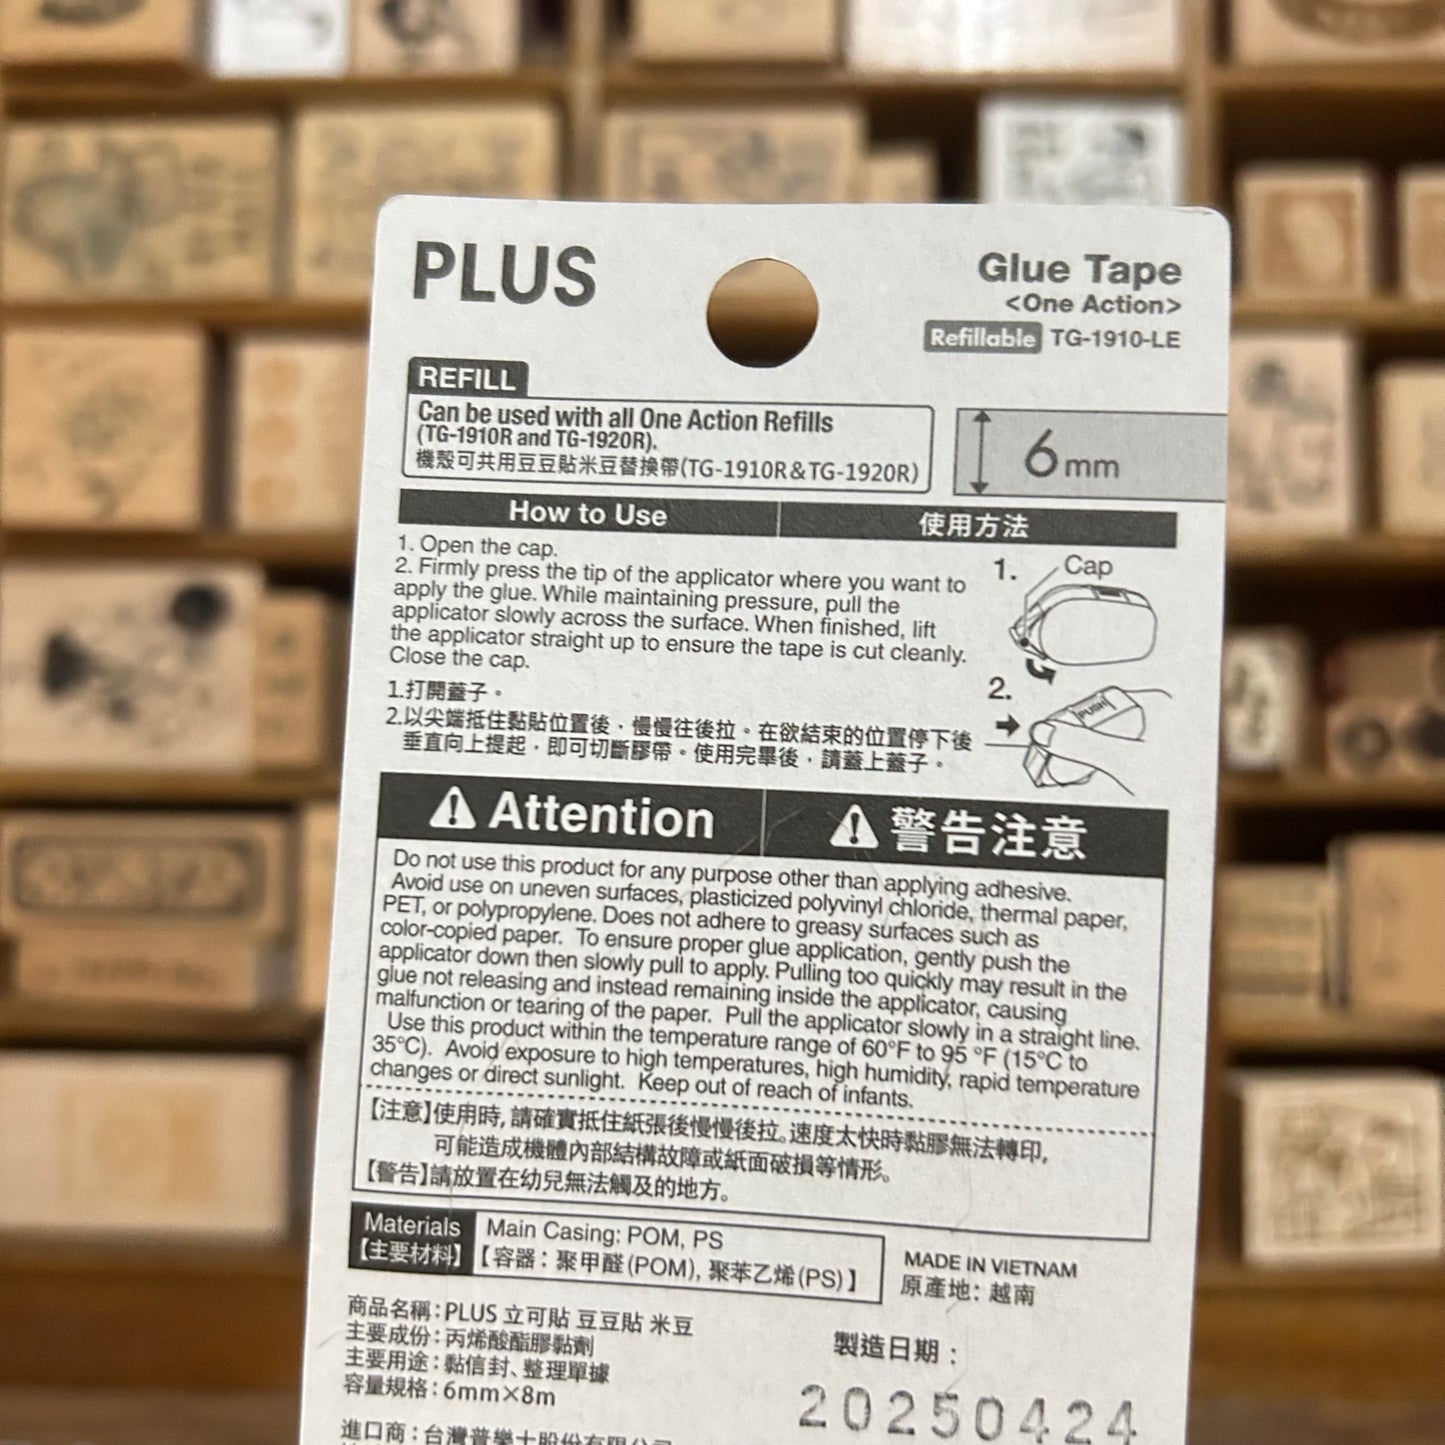 PLUS
Glue Tape
<One Action>
Refillable TG-1910-LE
REFILL
Can be used with all One Action Refills
(TG-1910R and TG-1920R).
機殼可共用豆豆貼米豆替換帶(TG-1910R&TG-1920R)
6mm
How to Use 使用方法
1. Open the cap.
2. Firmly press the tip of the applicator where you want to
apply the glue. While maintaining pressure, pull the
applicator slowly across the surface. When finished, lift
the applicator straight up to ensure the tape is cut cleanly.
Close the cap.
1.打開蓋子。
2.以尖端抵住黏貼位置後，慢慢往後拉。在欲結束的位置停下後
垂直向上提起，即可切斷膠帶。使用完畢後，請蓋上蓋子。
1. Cap
2.
PUSH
Attention 警告注意
Do not use this product for any purpose other than applying adhesive.
Avoid use on uneven surfaces, plasticized polyvinyl chloride, thermal paper,
PET, or polypropylene. Does not adhere to greasy surfaces such as
color-copied paper. To ensure proper glue application, gently push the
applicator down then slowly pull to apply. Pulling too quickly may result in the
glue not releasing and instead remaining inside the applicator, causing
malfunction or tearing of the paper. Pull the applicator slowly in a straight line.
Use this product within the temperature range of 60°F to 95 °F (15°C to
35°C). Avoid exposure to high temperatures, high humidity, rapid temperature
changes or direct sunlight. Keep out of reach of infants.
【注意】使用時, 請確實抵住紙張後慢慢後拉。速度太快時黏膠無法轉印,
可能造成機體內部結構故障或紙面破損等情形。
【警告】請放置在幼兒無法觸及的地方。
Materials Main Casing: POM, PS
【主要材料】【容器：聚甲醛(POM), 聚苯乙烯(PS)】
MADE IN VIETNAM
原產地: 越南
商品名稱：PLUS 立可貼 豆豆貼 米豆
主要成份：丙烯酸酯膠黏劑
主要用途：黏信封、整理單據
容量規格：6mm×8m
製造日期：
20250424
進口商：台灣普樂士股份有限公司